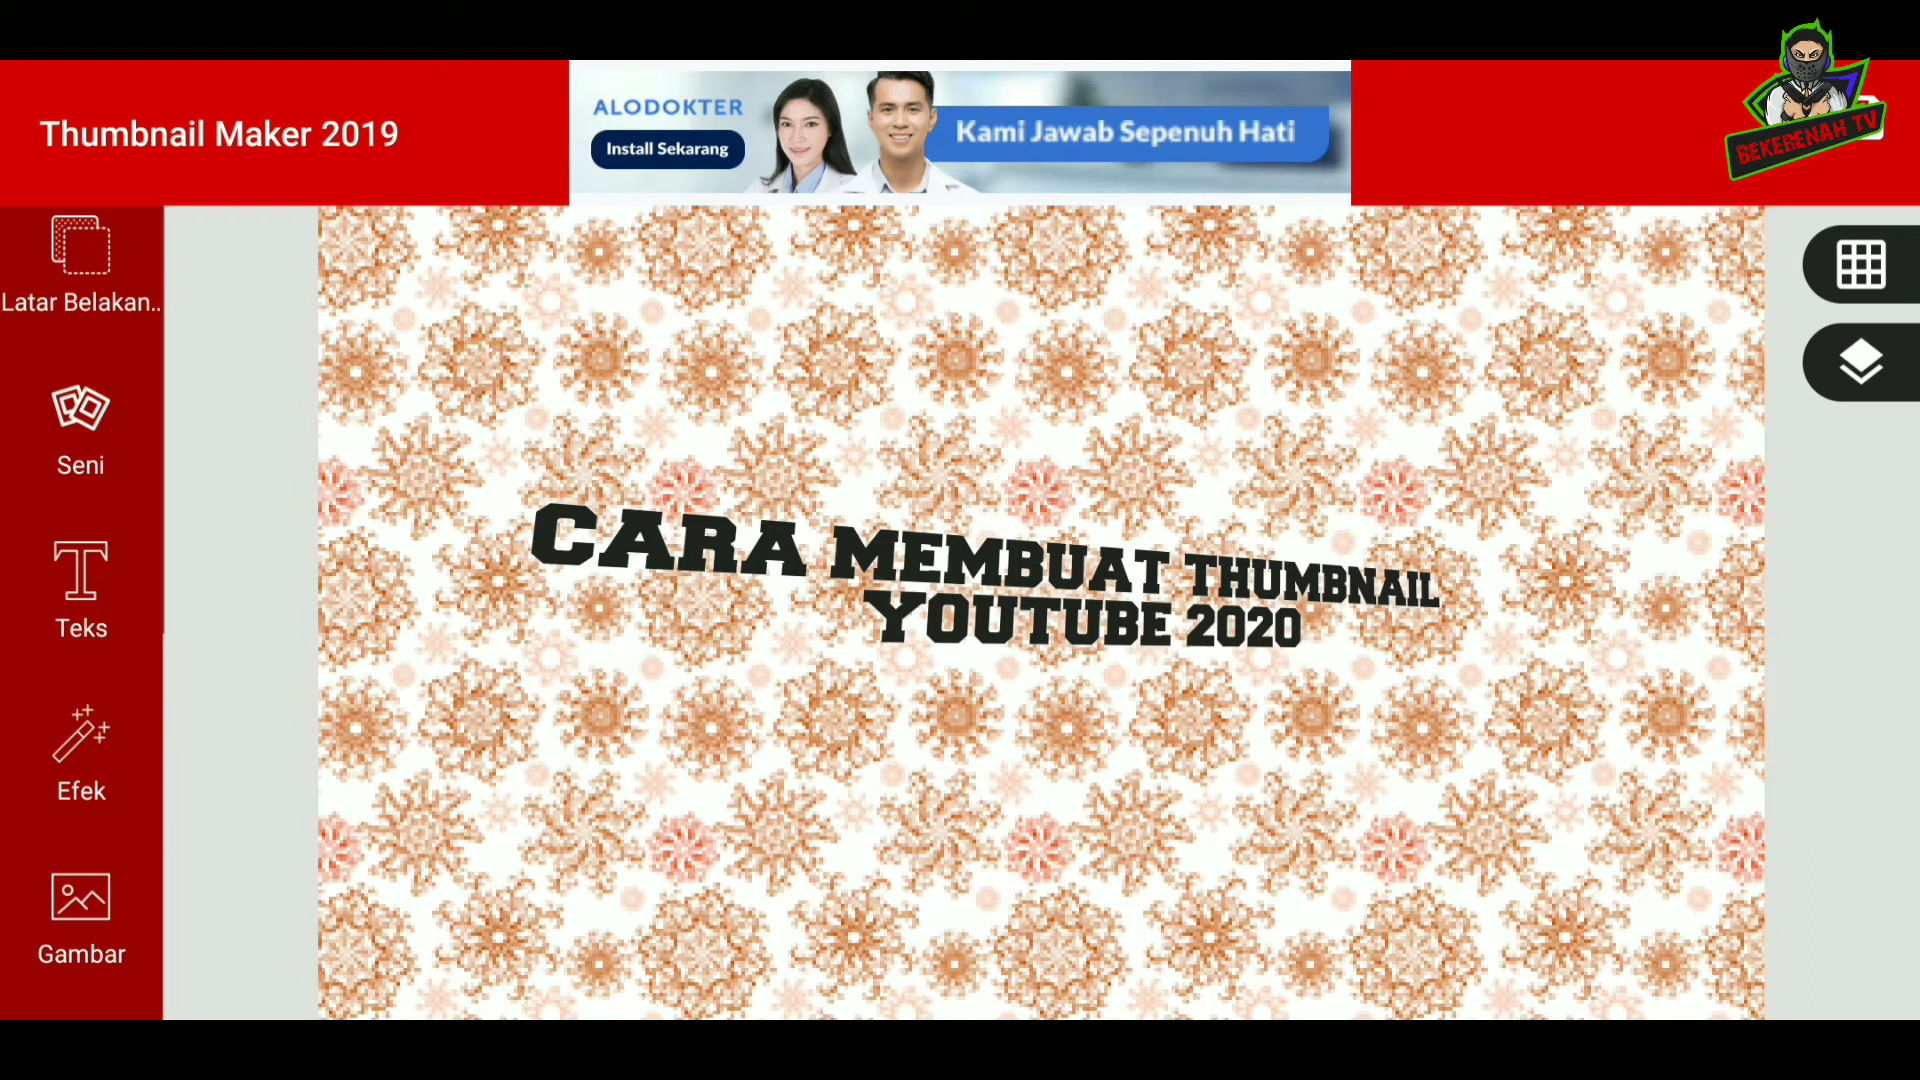 Thumbnail Maker 2019
ALODOKTER
Install Sekarang
Kami Jawab Sepenuh Hati
BEKERENAH TV
Latar Belakan..
Seni
Teks
Efek
Gambar
CARA MEMBUAT THUMBNAIL
YOUTUBE 2020